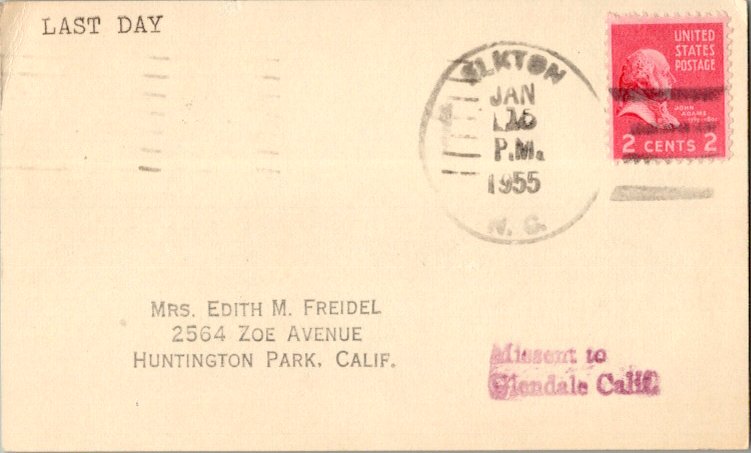 LAST DAY
ELKTON
JAN
P.M.
1955
N. C.
UNITED
STATES
POSTAGE
JOHN
ADAMS
2 CENTS 2
MRS. EDITH M. FREIDEL
2564 ZOE AVENUE
HUNTINGTON PARK, CALIF.
Missent to
Glendale Calif.